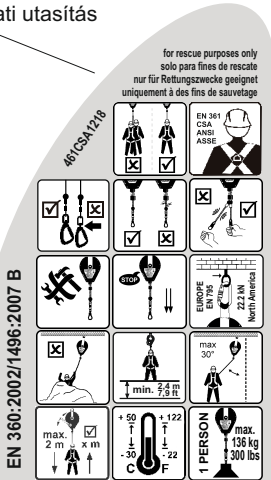 ati utasítás
for rescue purposes only
solo para fines de rescate
nur für Rettungszwecke geeignet
uniquement à des fins de sauvetage
461CSA1218
EN 361
CSA
ANSI
ASSE
STOP
EUROPE
EN 795
22.2 kN
North America
min. 2,4 m
7,9 ft
max
30°
max.
2 m
x m
+ 50
+ 122
- 30
- 22
C
F
1 PERSON
max.
136 kg
300 lbs
EN 360:2002/1496:2007 B